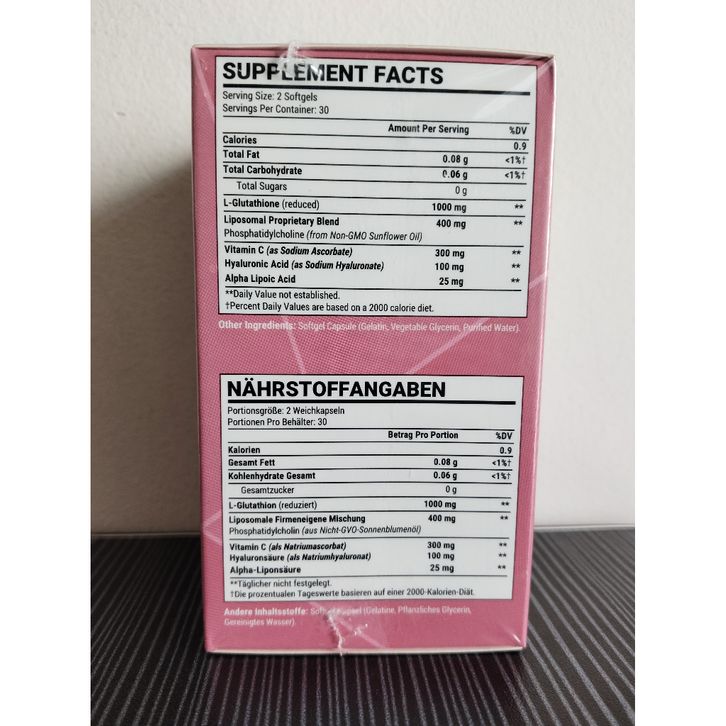 SUPPLEMENT FACTS
Serving Size: 2 Softgels
Servings Per Container: 30
Amount Per Serving %DV
Calories 0.9
Total Fat 0.08 g <1%†
Total Carbohydrate 0.06 g <1%†
Total Sugars 0 g
L-Glutathione (reduced) 1000 mg **
Liposomal Proprietary Blend 400 mg **
Phosphatidylcholine (from Non-GMO Sunflower Oil)
Vitamin C (as Sodium Ascorbate) 300 mg **
Hyaluronic Acid (as Sodium Hyaluronate) 100 mg **
Alpha Lipoic Acid 25 mg **
**Daily Value not established.
†Percent Daily Values are based on a 2000 calorie diet.
Other Ingredients: Softgel Capsule (Gelatin, Vegetable Glycerin, Purified Water).
NÄHRSTOFFANGABEN
Portionsgröße: 2 Weichkapseln
Portionen Pro Behälter: 30
Betrag Pro Portion %DV
Kalorien 0.9
Gesamt Fett 0.08 g <1%†
Kohlenhydrate Gesamt 0.06 g <1%†
Gesamtzucker 0 g
L-Glutathion (reduziert) 1000 mg **
Liposomale Firmeneigene Mischung 400 mg **
Phosphatidylcholin (aus Nicht-GVO-Sonnenblumenöl)
Vitamin C (als Natriumascorbat) 300 mg **
Hyaluronsäure (als Natriumhyaluronat) 100 mg **
Alpha-Liponsäure 25 mg **
**Täglicher nicht festgelegt.
†Die prozentualen Tageswerte basieren auf einer 2000-Kalorien-Diät.
Andere Inhaltsstoffe: (Gelatine, Pflanzliches Glycerin,
Gereinigtes Wasser).